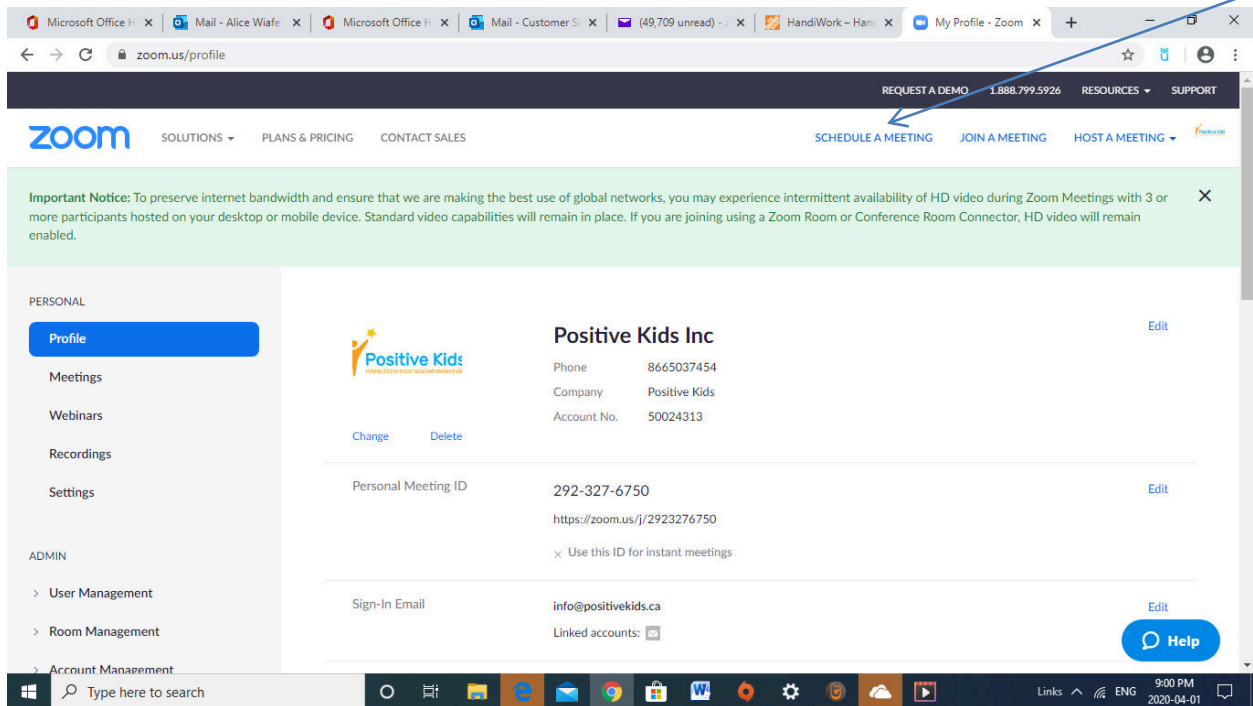 Microsoft Office H
Mail - Alice Wiafe
Microsoft Office H
Mail - Customer S
(49,709 unread) -
HandiWork – Hand
My Profile - Zoom
zoom.us/profile
REQUEST A DEMO 1.888.799.5926 RESOURCES SUPPORT
zoom SOLUTIONS PLANS & PRICING CONTACT SALES SCHEDULE A MEETING JOIN A MEETING HOST A MEETING
Important Notice: To preserve internet bandwidth and ensure that we are making the best use of global networks, you may experience intermittent availability of HD video during Zoom Meetings with 3 or
more participants hosted on your desktop or mobile device. Standard video capabilities will remain in place. If you are joining using a Zoom Room or Conference Room Connector, HD video will remain
enabled.
PERSONAL
Profile
Meetings
Webinars
Recordings
Settings
ADMIN
User Management
Room Management
Account Management
Positive Kids
Change Delete
Positive Kids Inc
Edit
Phone 8665037454
Company Positive Kids
Account No. 50024313
Personal Meeting ID 292-327-6750 Edit
https://zoom.us/j/2923276750
× Use this ID for instant meetings
Sign-In Email info@positivekids.ca Edit
Linked accounts:
Help
Type here to search
Links ENG 9:00 PM
2020-04-01